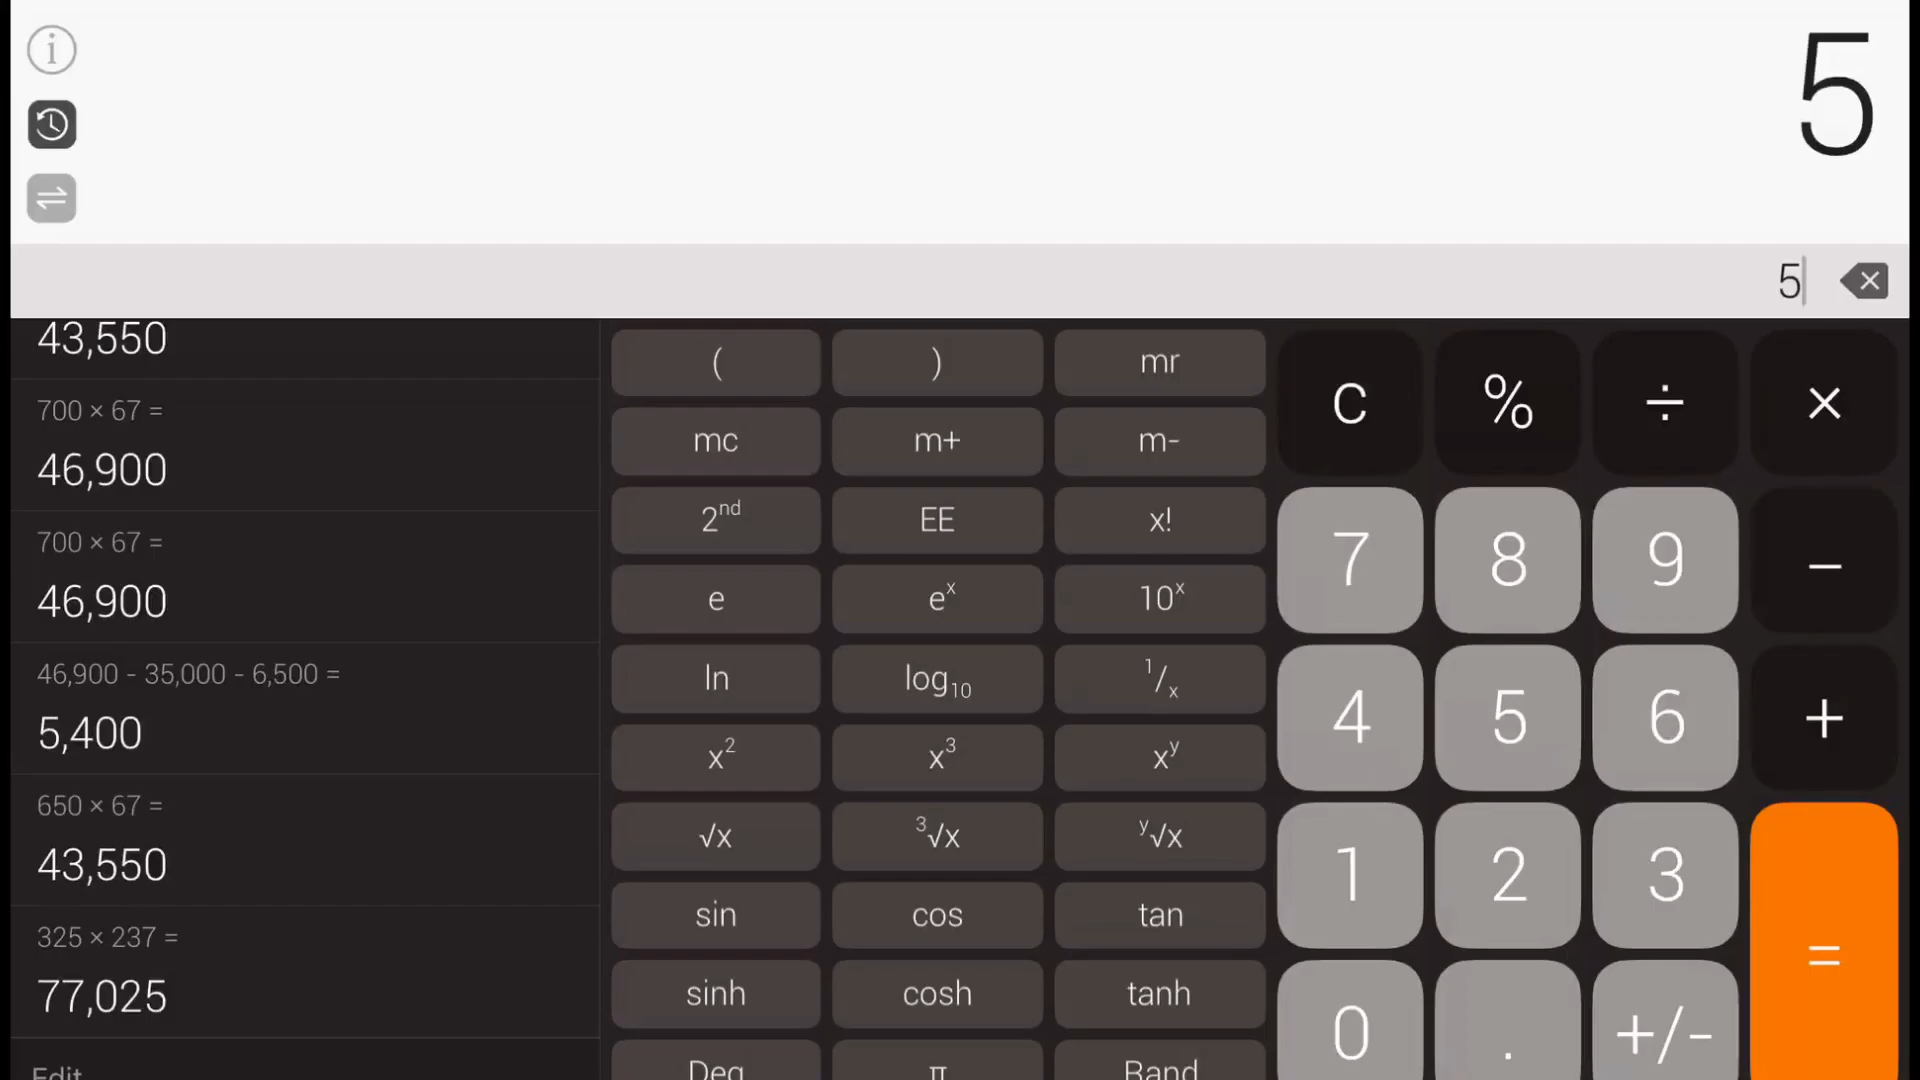 5
5
43,550
700 × 67 =
46,900
700 × 67 =
46,900
46,900 - 35,000 - 6,500 =
5,400
650 × 67 =
43,550
325 × 237 =
77,025
Edit
( ) mr
mc m+ m-
2nd EE x!
e eˣ 10ˣ
ln log₁₀ 1/x
x² x³ xʸ
√x ³√x ʸ√x
sin cos tan
sinh cosh tanh
Deg π Rand
C % ÷ ×
7 8 9 −
4 5 6 +
1 2 3 =
0 . +/-